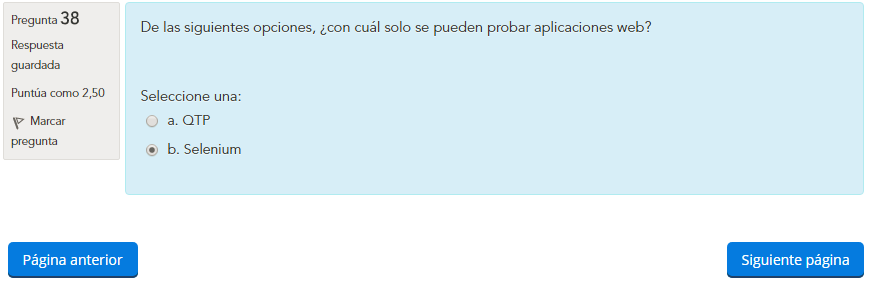 Pregunta 38
Respuesta
guardada
Puntúa como 2,50
Marcar
pregunta
De las siguientes opciones, ¿con cuál solo se pueden probar aplicaciones web?
Seleccione una:
a. QTP
b. Selenium
Página anterior
Siguiente página